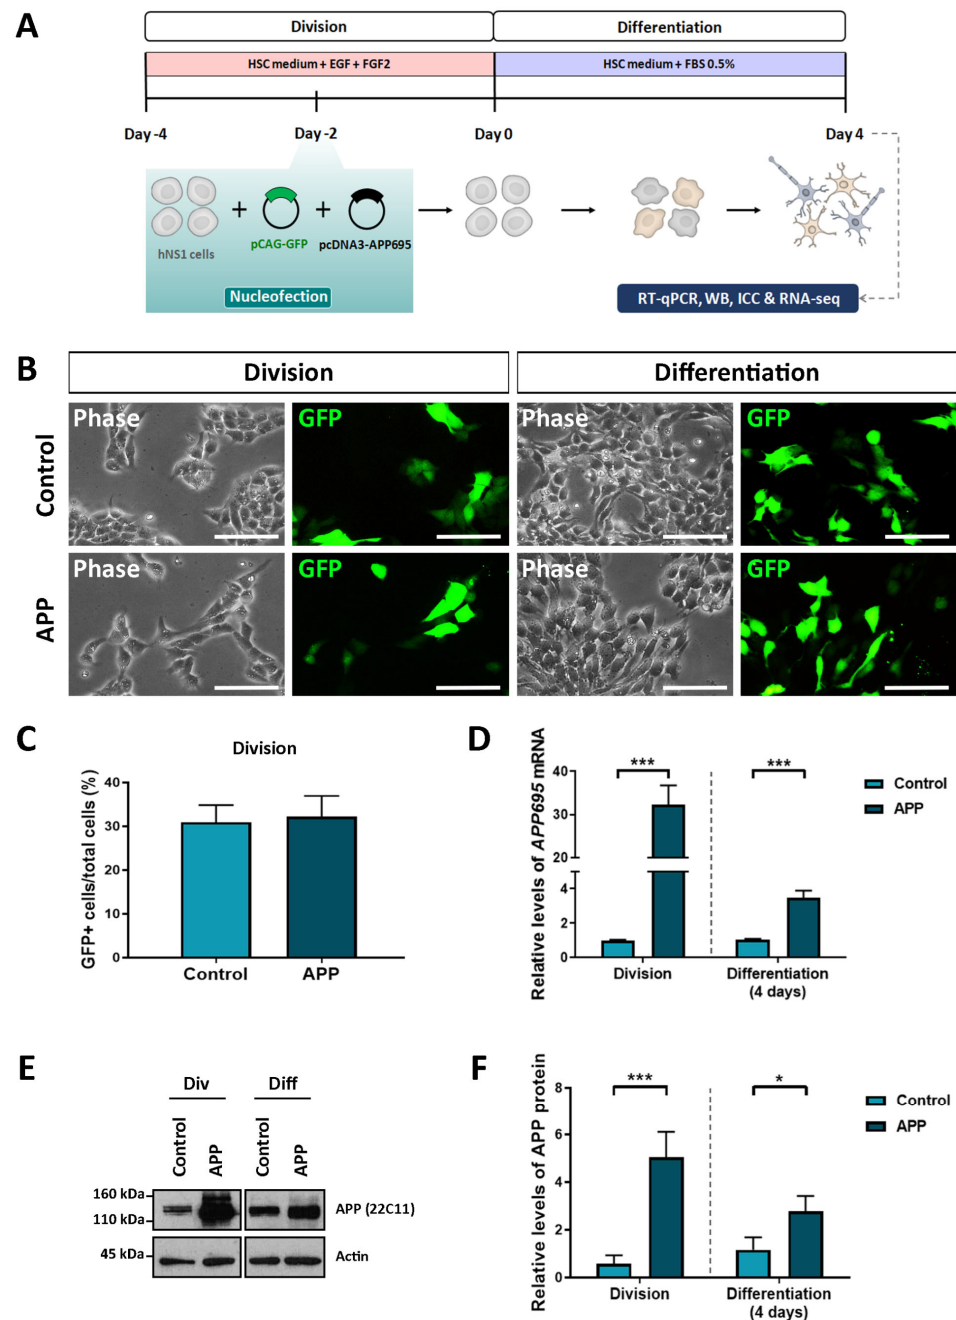 A
Division
Differentiation
HSC medium + EGF + FGF2
HSC medium + FBS 0.5%
Day -4
Day -2
Day 0
Day 4
hNS1 cells
+
pCAG-GFP
+
pcDNA3-APP695
Nucleofection
RT-qPCR, WB, ICC & RNA-seq
B
Division
Differentiation
Control
Phase
GFP
Phase
GFP
APP
Phase
GFP
Phase
GFP
C
Division
GFP+ cells/total cells (%)
40
30
20
10
0
Control
APP
D
Relative levels of APP695 mRNA
40
30
20
4
2
0
***
***
Division
Differentiation
(4 days)
Control
APP
E
Div
Diff
Control
APP
Control
APP
160 kDa
110 kDa
APP (22C11)
45 kDa
Actin
F
Relative levels of APP protein
8
6
4
2
0
***
*
Division
Differentiation
(4 days)
Control
APP